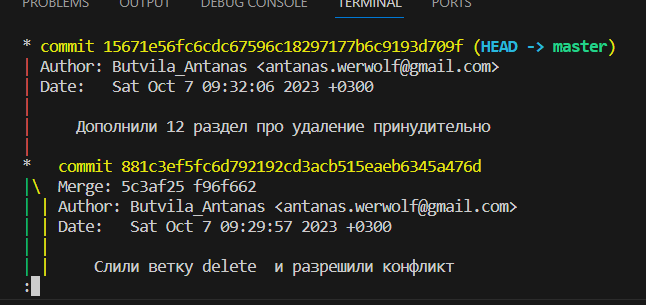 PROBLEMS OUTPUT DEBUG CONSOLE TERMINAL PORTS
* commit 15671e56fc6cdc67596c18297177b6c9193d709f (HEAD -> master)
| Author: Butvila_Antanas <antanas.werwolf@gmail.com>
| Date:   Sat Oct 7 09:32:06 2023 +0300
|
|     Дополнили 12 раздел про удаление принудительно
|
*   commit 881c3ef5fc6d792192cd3acb515eaeb6345a476d
|\  Merge: 5c3af25 f96f662
| | Author: Butvila_Antanas <antanas.werwolf@gmail.com>
| | Date:   Sat Oct 7 09:29:57 2023 +0300
| |
| |     Слили ветку delete  и разрешили конфликт
: